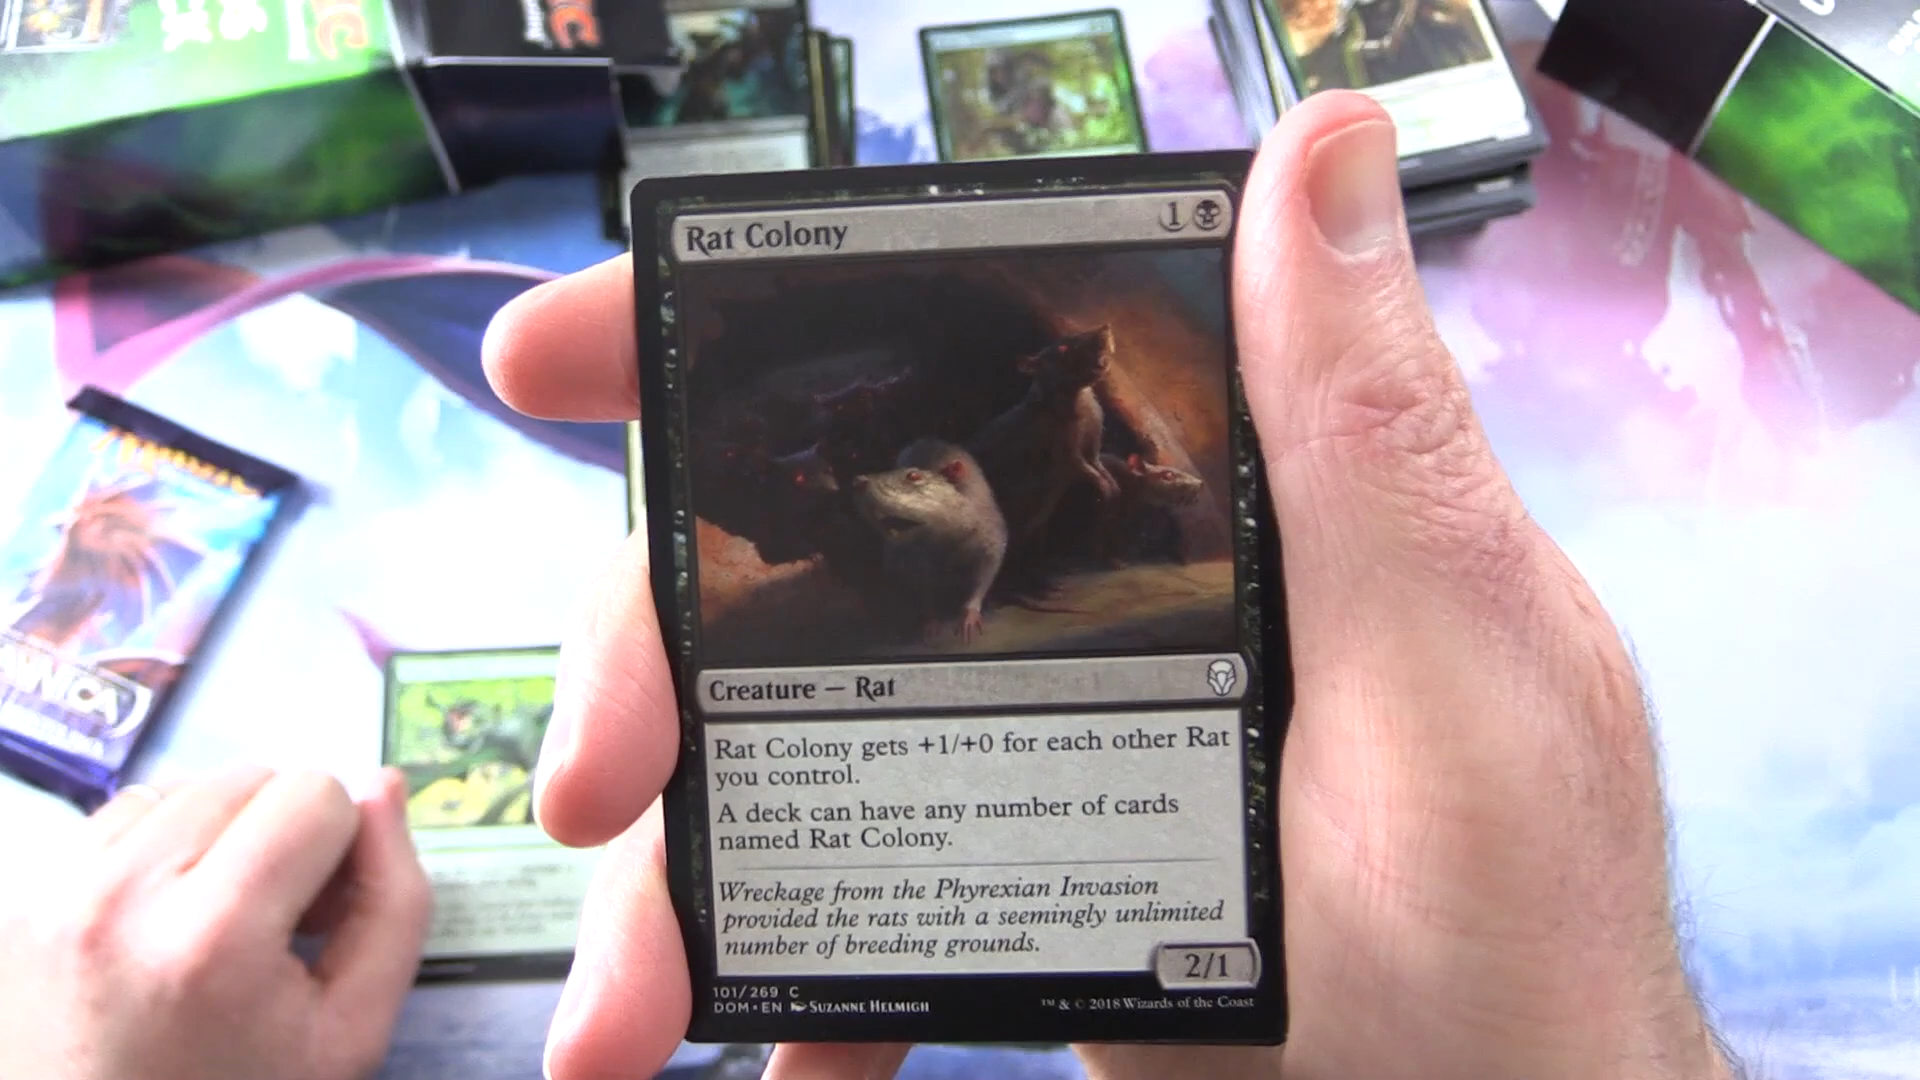 Rat Colony
1
Creature — Rat
Rat Colony gets +1/+0 for each other Rat
you control.
A deck can have any number of cards
named Rat Colony.
Wreckage from the Phyrexian Invasion
provided the rats with a seemingly unlimited
number of breeding grounds.
2/1
101/269 C
DOM • EN SUZANNE HELMIGH
™ & © 2018 Wizards of the Coast